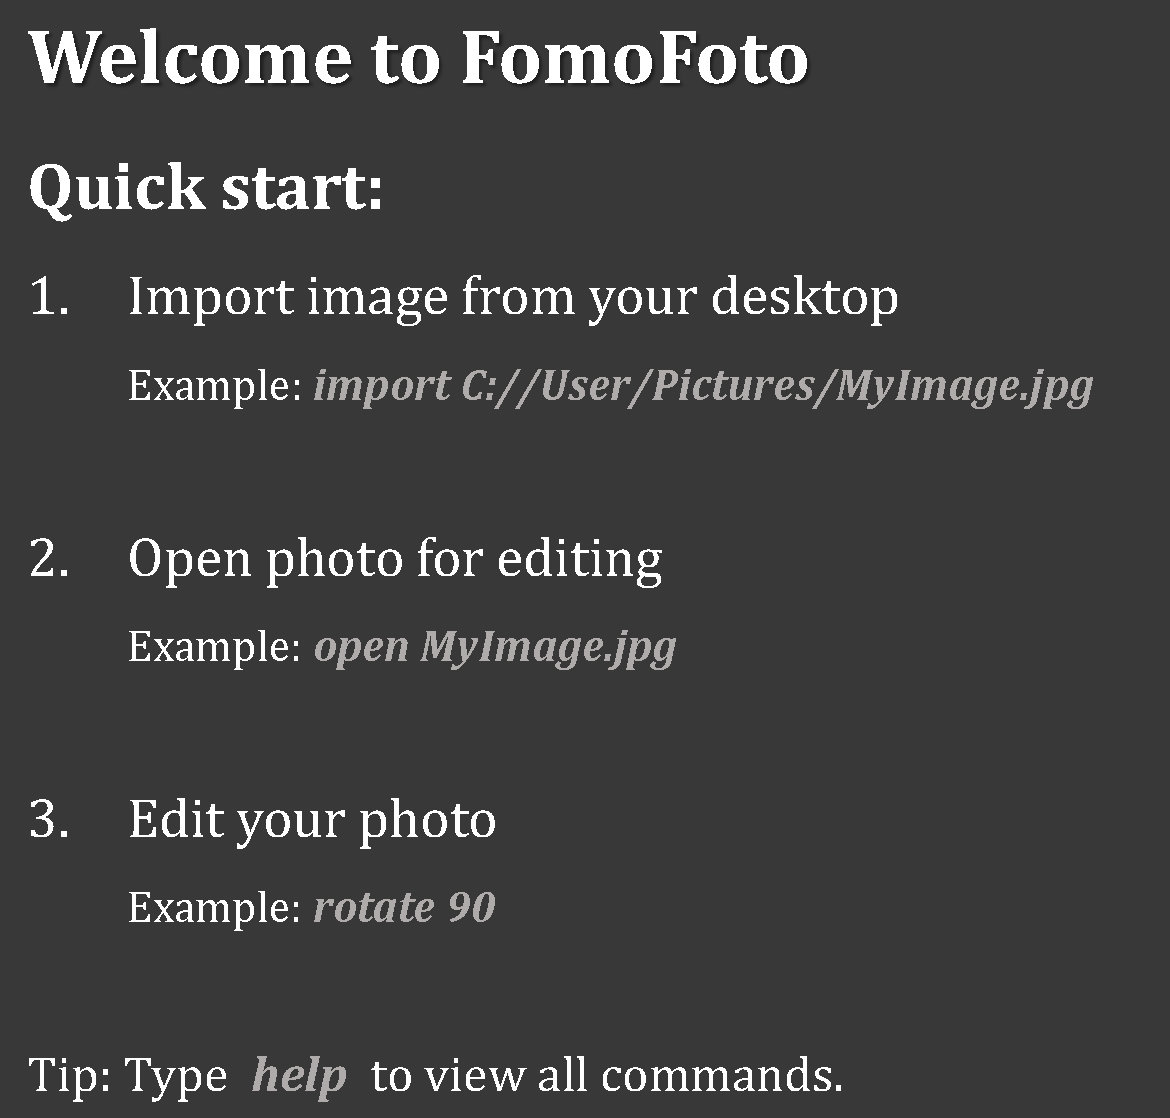 Welcome to FomoFoto
Quick start:
1. Import image from your desktop
Example: import C://User/Pictures/MyImage.jpg
2. Open photo for editing
Example: open MyImage.jpg
3. Edit your photo
Example: rotate 90
Tip: Type help to view all commands.